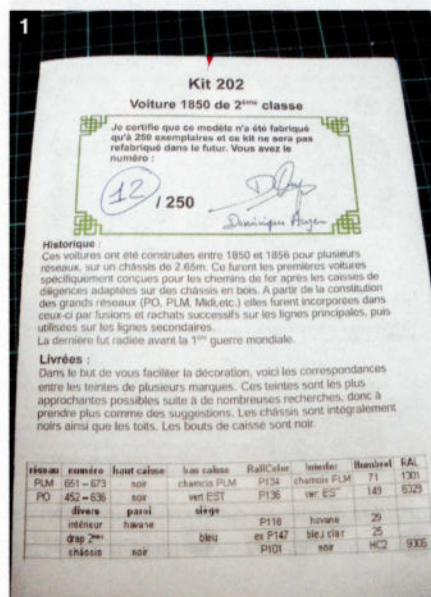 1
Kit 202
Voiture 1850 de 2ème classe
Je certifie que ce modèle n'a été fabriqué
qu'à 250 exemplaires et ce kit ne sera pas
refabriqué dans le futur. Vous avez le
numéro :
12 / 250
Dominique
Historique :
Ces voitures ont été construites entre 1850 et 1856 pour plusieurs
réseaux, sur un châssis de 2.65m. Ce furent les premières voitures
spécifiquement conçues pour les chemins de fer après les caisses de
diligences adaptées sur des châssis en bois. A partir de la constitution
des grands réseaux (PO, PLM, Midi,etc.) elles furent incorporées dans
ceux-ci par fusions et rachats successifs sur les lignes principales, puis
utilisées sur les lignes secondaires.
La dernière fut radiée avant la 1ère guerre mondiale.
Livrées :
Dans le but de vous faciliter la décoration, voici les correspondances
entre les teintes de plusieurs marques. Ces teintes sont les plus
approchantes possibles suite à de nombreuses recherches, donc à
prendre plus comme des suggestions. Les châssis sont intégralement
noirs ainsi que les toits. Les bouts de caisse sont noir.
réseau numéro haut caisse bas caisse RailColor Interfer Humbrol RAL
PLM 651 – 673 noir chamois PLM P134 chamois PLM 71 1001
PO 452 – 636 noir vert EST P136 vert EST 149
divers paroi siège
intérieur havane P118 havane 29
drap 2ème bleu ex P147 bleu clair 25
châssis noir P101 noir HC2 9005